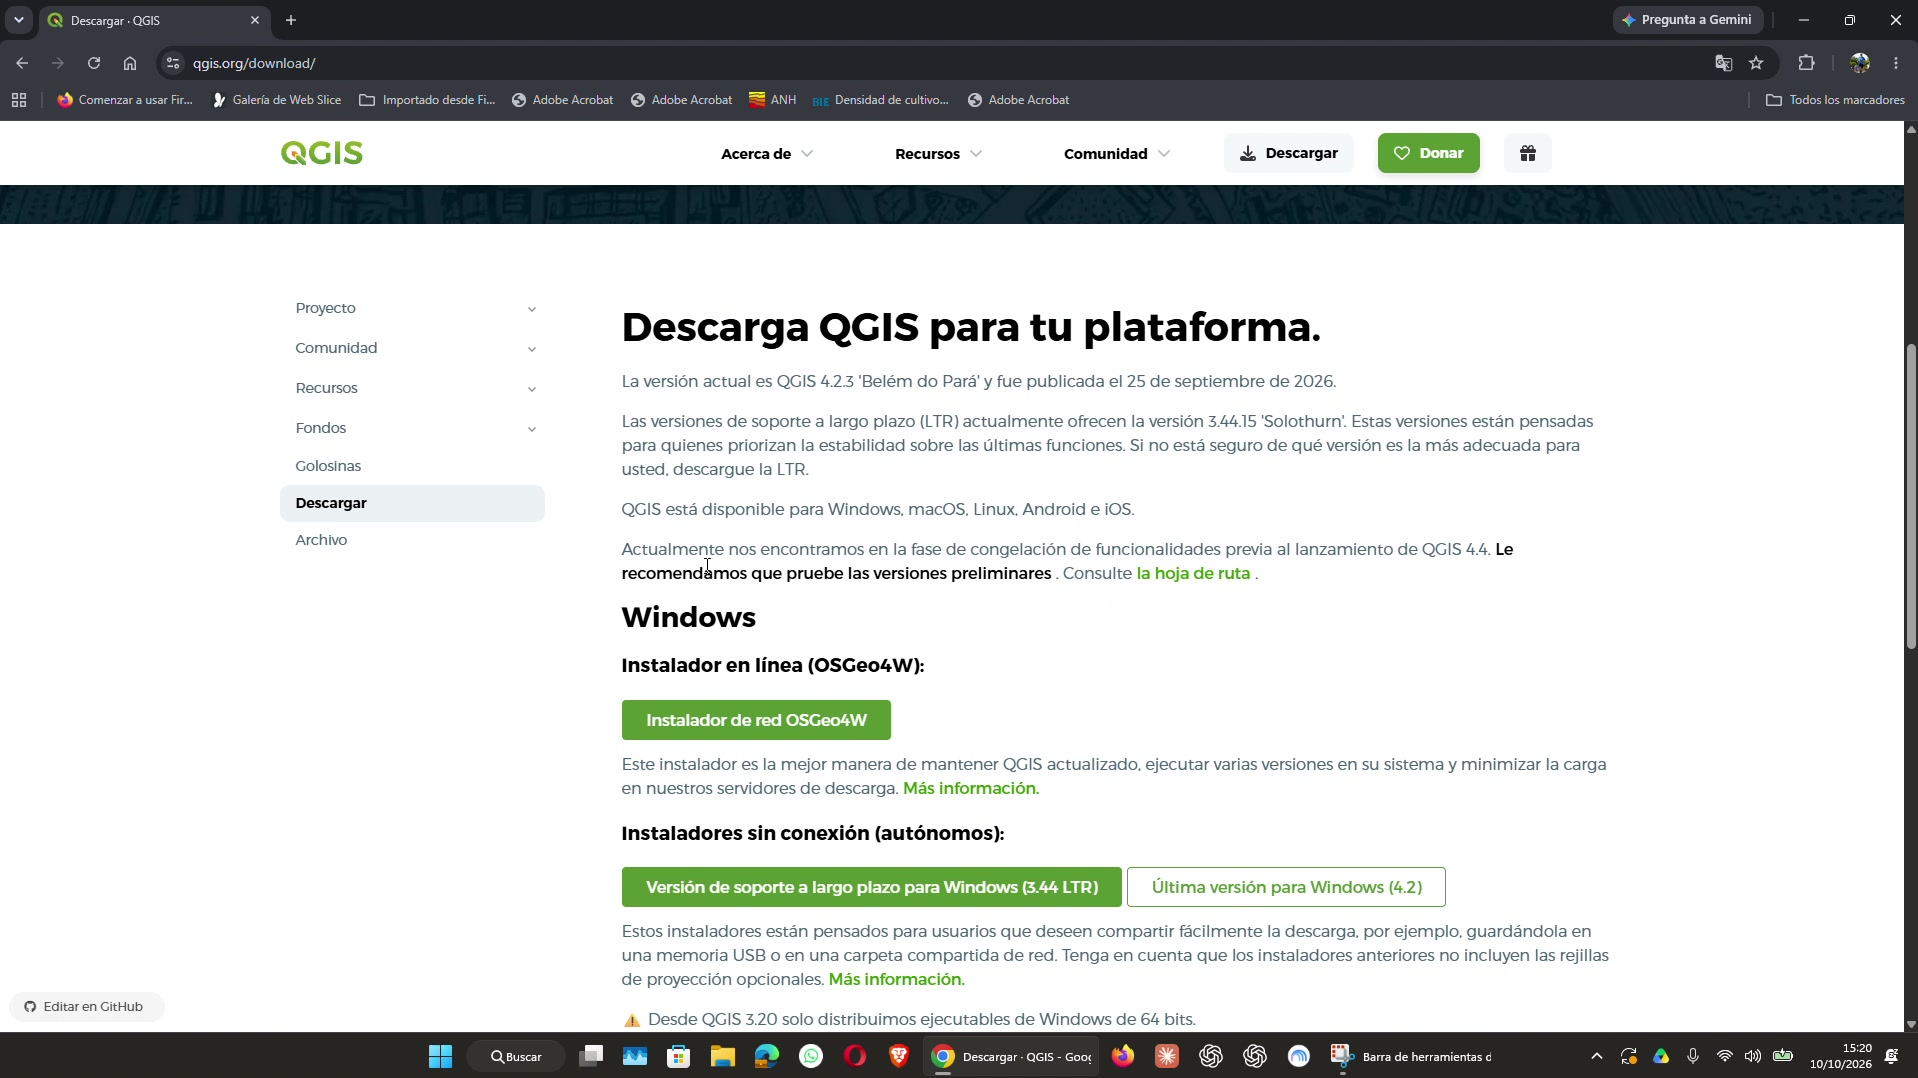 Descargar · QGIS
Pregunta a Gemini
qgis.org/download/
Comenzar a usar Fir...
Galería de Web Slice
Importado desde Fi...
Adobe Acrobat
Adobe Acrobat
ANH
BIE Densidad de cultivo...
Adobe Acrobat
Todos los marcadores
QGIS
Acerca de
Recursos
Comunidad
Descargar
Donar
Proyecto
Comunidad
Recursos
Fondos
Golosinas
Descargar
Archivo
Descarga QGIS para tu plataforma.
La versión actual es QGIS 4.2.3 'Belém do Pará' y fue publicada el 25 de septiembre de 2026.
Las versiones de soporte a largo plazo (LTR) actualmente ofrecen la versión 3.44.15 'Solothurn'. Estas versiones están pensadas
para quienes priorizan la estabilidad sobre las últimas funciones. Si no está seguro de qué versión es la más adecuada para
usted, descargue la LTR.
QGIS está disponible para Windows, macOS, Linux, Android e iOS.
Actualmente nos encontramos en la fase de congelación de funcionalidades previa al lanzamiento de QGIS 4.4. Le
recomendamos que pruebe las versiones preliminares . Consulte la hoja de ruta .
Windows
Instalador en línea (OSGeo4W):
Instalador de red OSGeo4W
Este instalador es la mejor manera de mantener QGIS actualizado, ejecutar varias versiones en su sistema y minimizar la carga
en nuestros servidores de descarga. Más información.
Instaladores sin conexión (autónomos):
Versión de soporte a largo plazo para Windows (3.44 LTR)
Última versión para Windows (4.2)
Estos instaladores están pensados para usuarios que deseen compartir fácilmente la descarga, por ejemplo, guardándola en
una memoria USB o en una carpeta compartida de red. Tenga en cuenta que los instaladores anteriores no incluyen las rejillas
de proyección opcionales. Más información.
Desde QGIS 3.20 solo distribuimos ejecutables de Windows de 64 bits.
Editar en GitHub
Buscar
Descargar · QGIS - Goog
Barra de herramientas d
15:20
10/10/2026